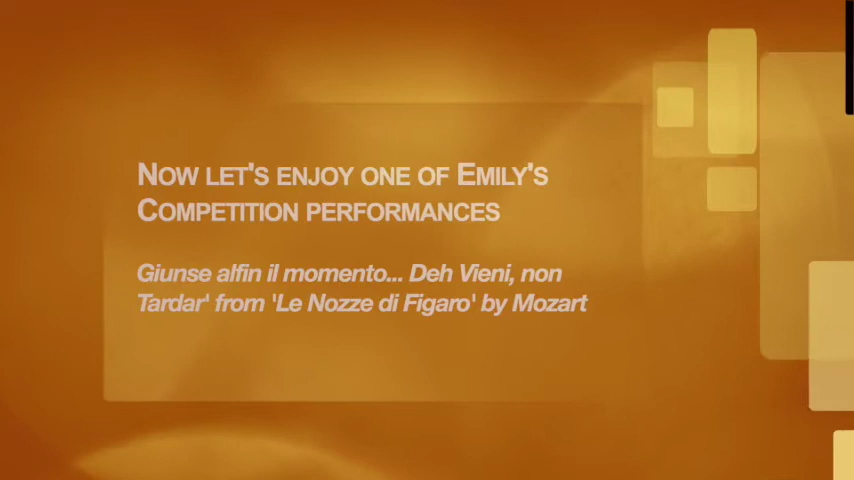 Now let's enjoy one of Emily's
Competition performances
Giunse alfin il momento... Deh Vieni, non
Tardar' from 'Le Nozze di Figaro' by Mozart